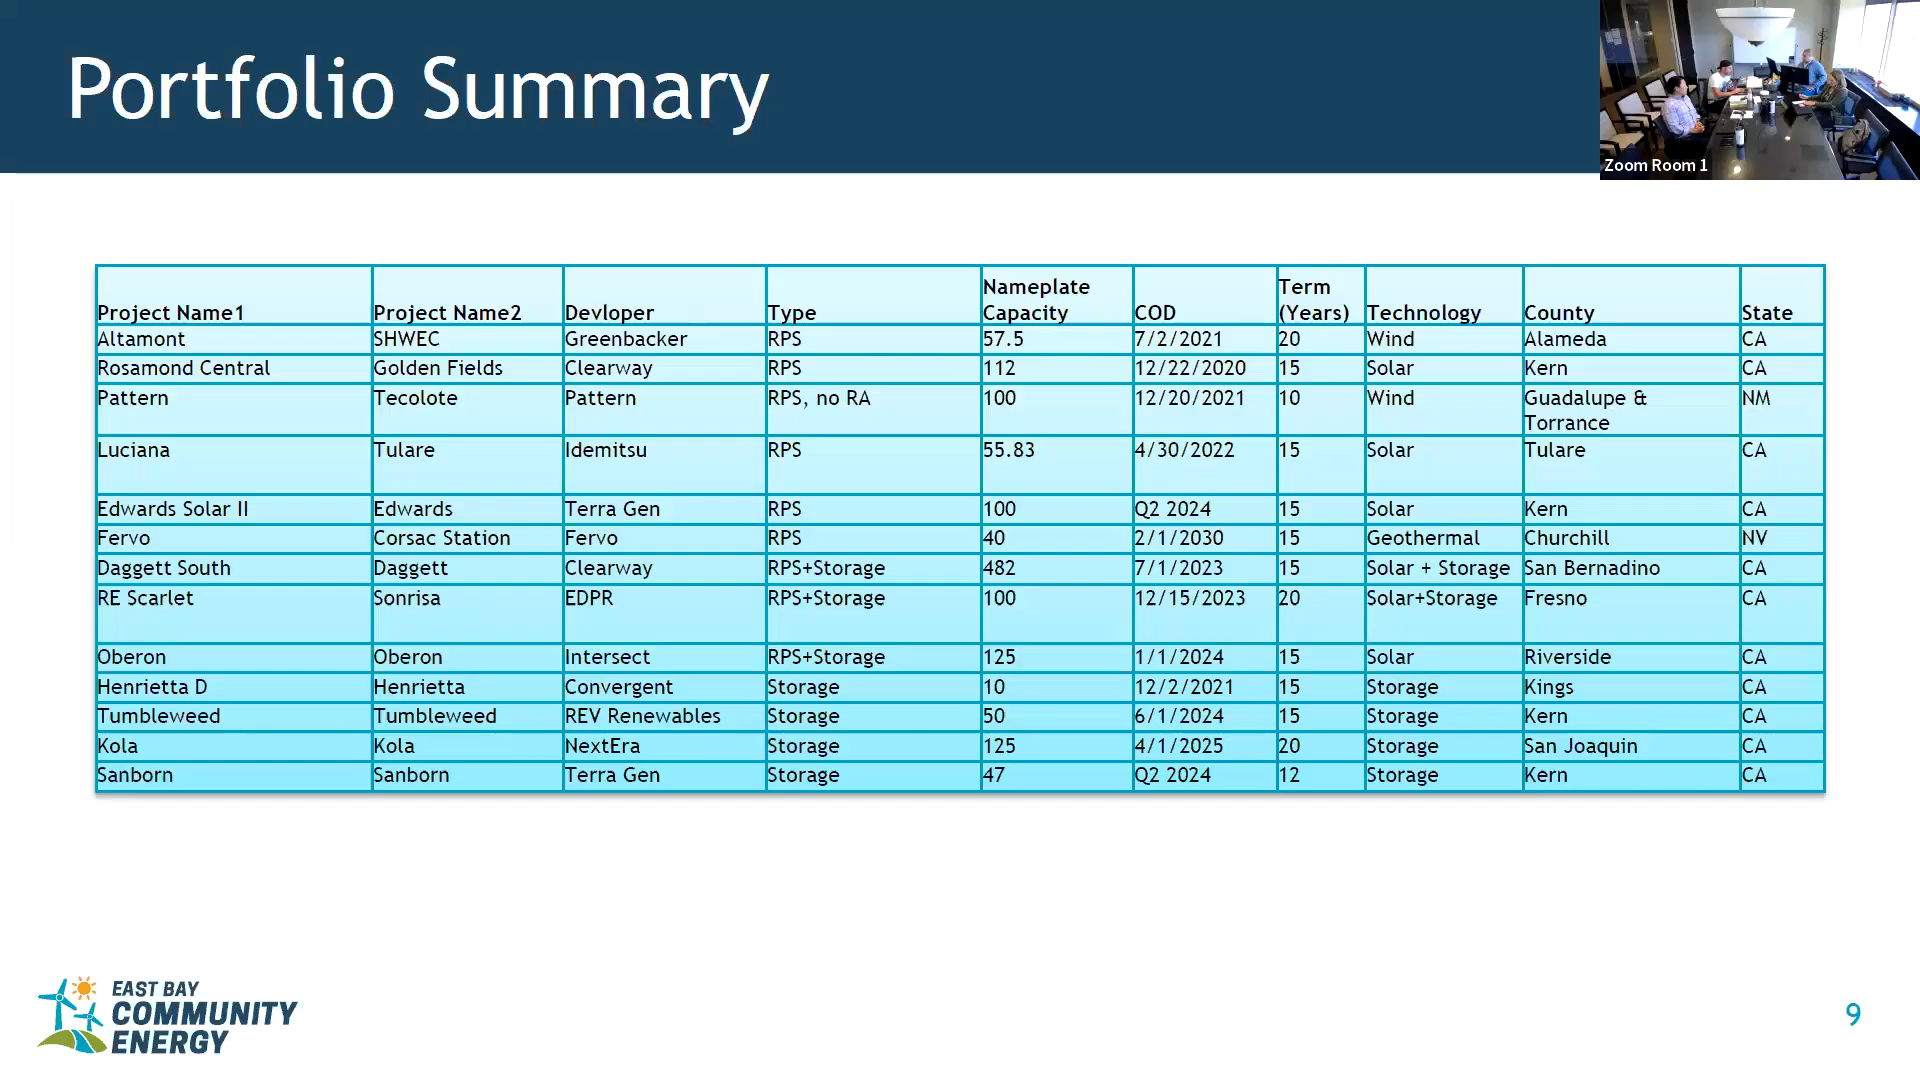 Portfolio Summary
Zoom Room 1
Project Name1 Project Name2 Devloper Type Nameplate Capacity COD Term (Years) Technology County State
Altamont SHWEC Greenbacker RPS 57.5 7/2/2021 20 Wind Alameda CA
Rosamond Central Golden Fields Clearway RPS 112 12/22/2020 15 Solar Kern CA
Pattern Tecolote Pattern RPS, no RA 100 12/20/2021 10 Wind Guadalupe & Torrance NM
Luciana Tulare Idemitsu RPS 55.83 4/30/2022 15 Solar Tulare CA
Edwards Solar II Edwards Terra Gen RPS 100 Q2 2024 15 Solar Kern CA
Fervo Corsac Station Fervo RPS 40 2/1/2030 15 Geothermal Churchill NV
Daggett South Daggett Clearway RPS+Storage 482 7/1/2023 15 Solar + Storage San Bernadino CA
RE Scarlet Sonrisa EDPR RPS+Storage 100 12/15/2023 20 Solar+Storage Fresno CA
Oberon Oberon Intersect RPS+Storage 125 1/1/2024 15 Solar Riverside CA
Henrietta D Henrietta Convergent Storage 10 12/2/2021 15 Storage Kings CA
Tumbleweed Tumbleweed REV Renewables Storage 50 6/1/2024 15 Storage Kern CA
Kola Kola NextEra Storage 125 4/1/2025 20 Storage San Joaquin CA
Sanborn Sanborn Terra Gen Storage 47 Q2 2024 12 Storage Kern CA
EAST BAY
COMMUNITY
ENERGY
9